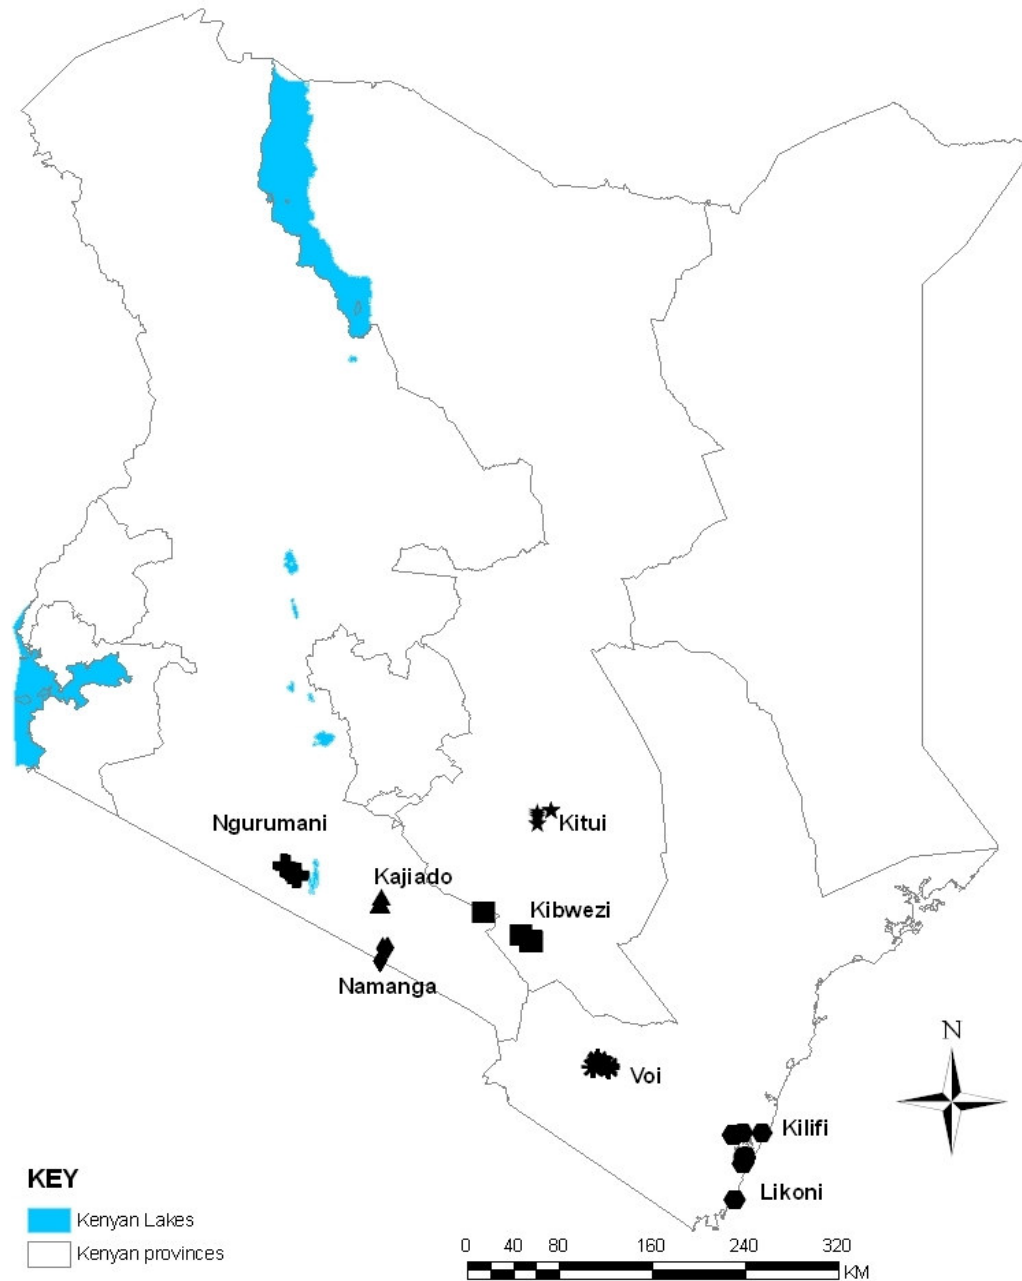 Ngurumani
Kitui
Kajiado
Kibwezi
Namanga
N
Voi
Kilifi
Likoni
KEY
Kenyan Lakes
Kenyan provinces
0 40 80 160 240 320
KM